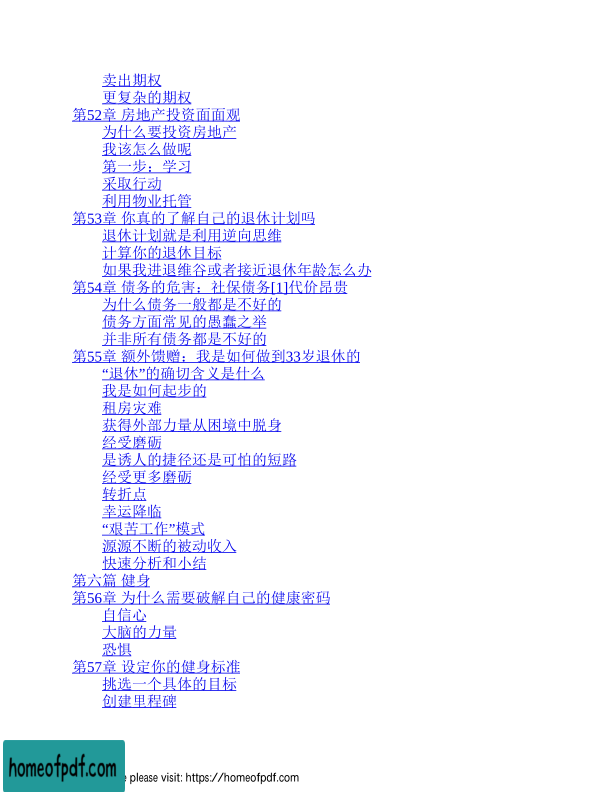 卖出期权
更复杂的期权
第52章 房地产投资面面观
为什么要投资房地产
我该怎么做呢
第一步：学习
采取行动
利用物业托管
第53章 你真的了解自己的退休计划吗
退休计划就是利用逆向思维
计算你的退休目标
如果我进退维谷或者接近退休年龄怎么办
第54章 债务的危害：社保债务[1]代价昂贵
为什么债务一般都是不好的
债务方面常见的愚蠢之举
并非所有债务都是不好的
第55章 额外馈赠：我是如何做到33岁退休的
“退休”的确切含义是什么
我是如何起步的
租房灾难
获得外部力量从困境中脱身
经受磨砺
是诱人的捷径还是可怕的短路
经受更多磨砺
转折点
幸运降临
“艰苦工作”模式
源源不断的被动收入
快速分析和小结
第六篇 健身
第56章 为什么需要破解自己的健康密码
自信心
大脑的力量
恐惧
第57章 设定你的健身标准
挑选一个具体的目标
创建里程碑
homeofpdf.com
e please visit: https://homeofpdf.com